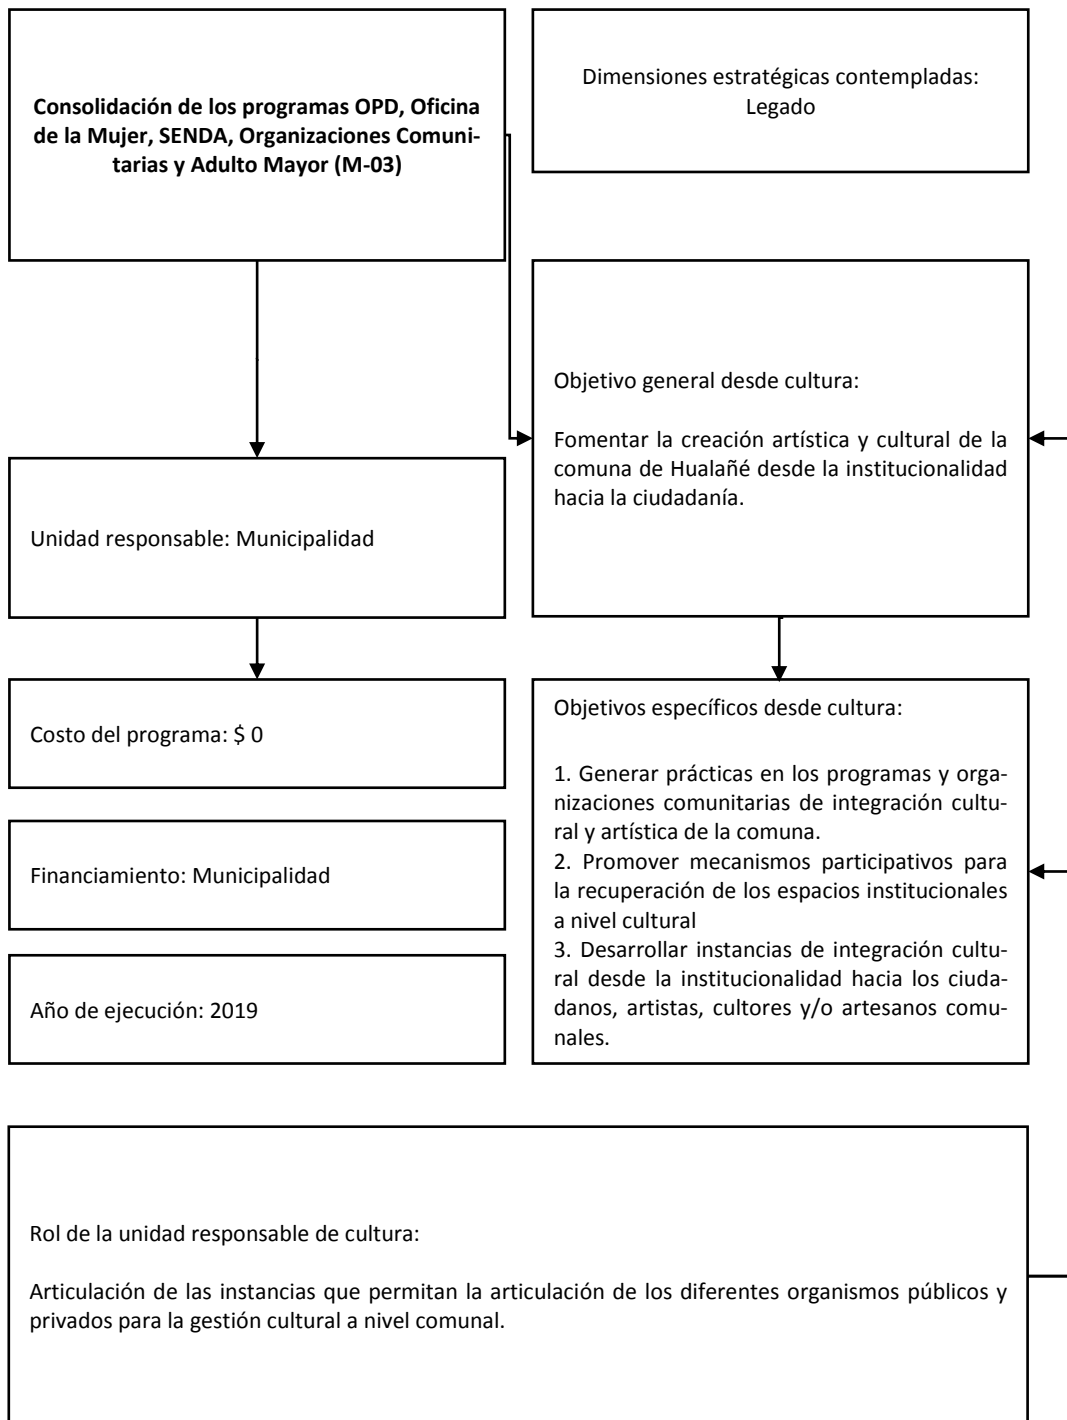 Consolidación de los programas OPD, Oficina
de la Mujer, SENDA, Organizaciones Comuni-
tarias y Adulto Mayor (M-03)
Dimensiones estratégicas contempladas:
Legado
Objetivo general desde cultura:
Fomentar la creación artística y cultural de la
comuna de Hualañé desde la institucionalidad
hacia la ciudadanía.
Unidad responsable: Municipalidad
Costo del programa: $ 0
Financiamiento: Municipalidad
Año de ejecución: 2019
Objetivos específicos desde cultura:
1. Generar prácticas en los programas y orga-
nizaciones comunitarias de integración cultu-
ral y artística de la comuna.
2. Promover mecanismos participativos para
la recuperación de los espacios institucionales
a nivel cultural
3. Desarrollar instancias de integración cultu-
ral desde la institucionalidad hacia los ciuda-
danos, artistas, cultores y/o artesanos comu-
nales.
Rol de la unidad responsable de cultura:
Articulación de las instancias que permitan la articulación de los diferentes organismos públicos y
privados para la gestión cultural a nivel comunal.